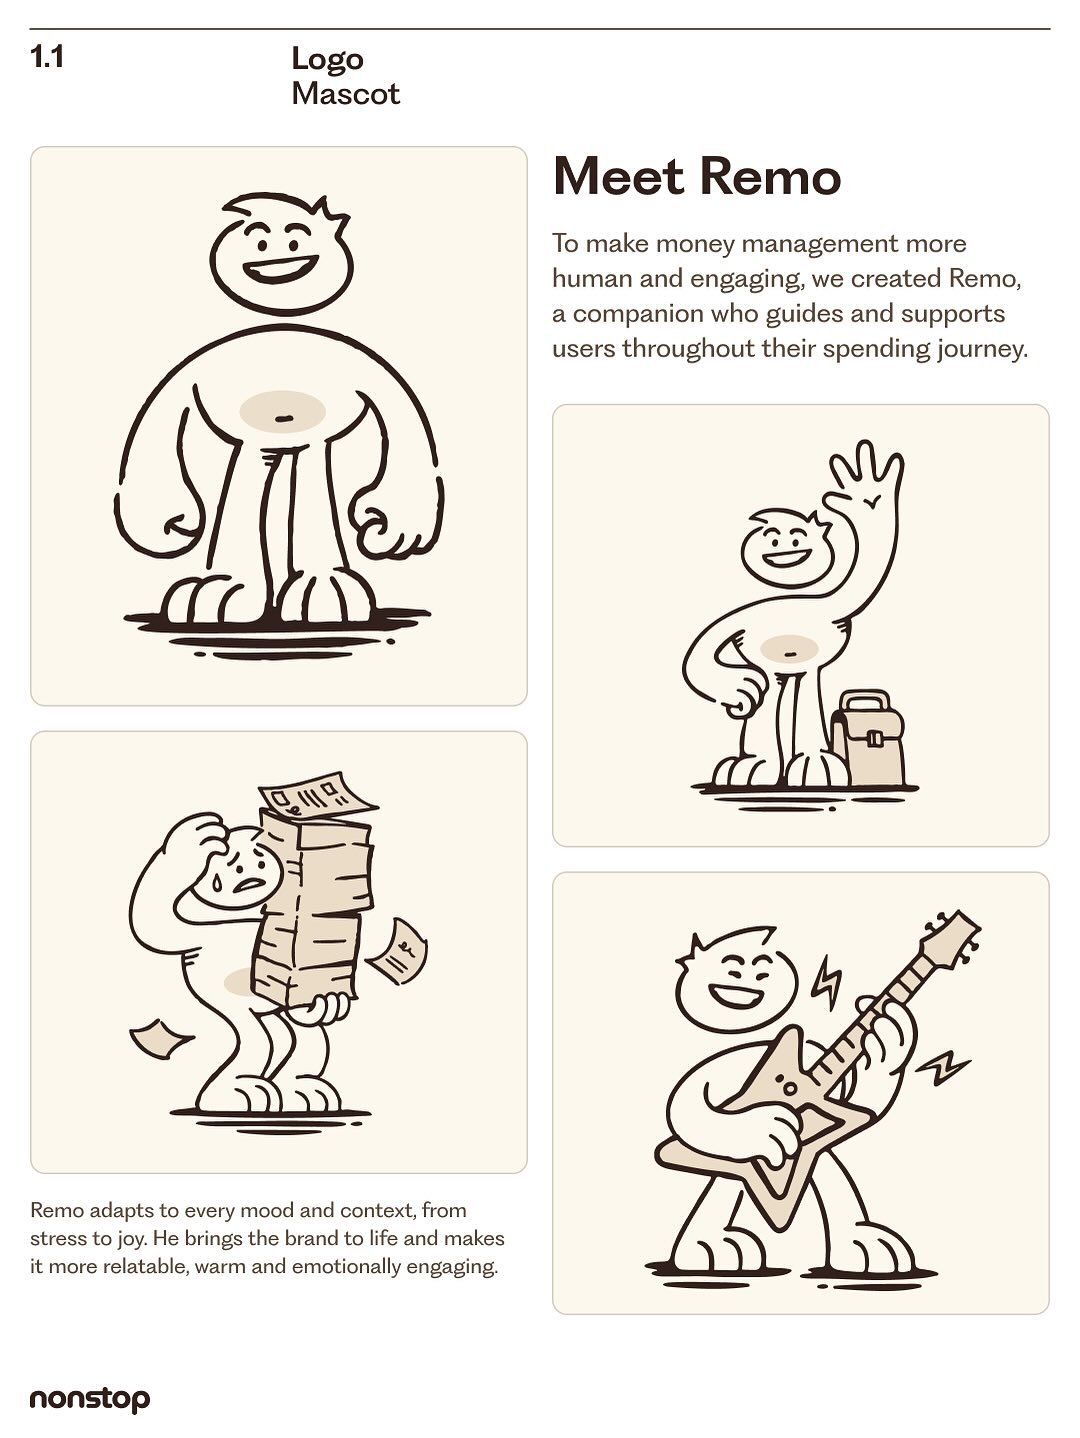 1.1
Logo
Mascot
Meet Remo
To make money management more
human and engaging, we created Remo,
a companion who guides and supports
users throughout their spending journey.
Remo adapts to every mood and context, from
stress to joy. He brings the brand to life and makes
it more relatable, warm and emotionally engaging.
nonstop